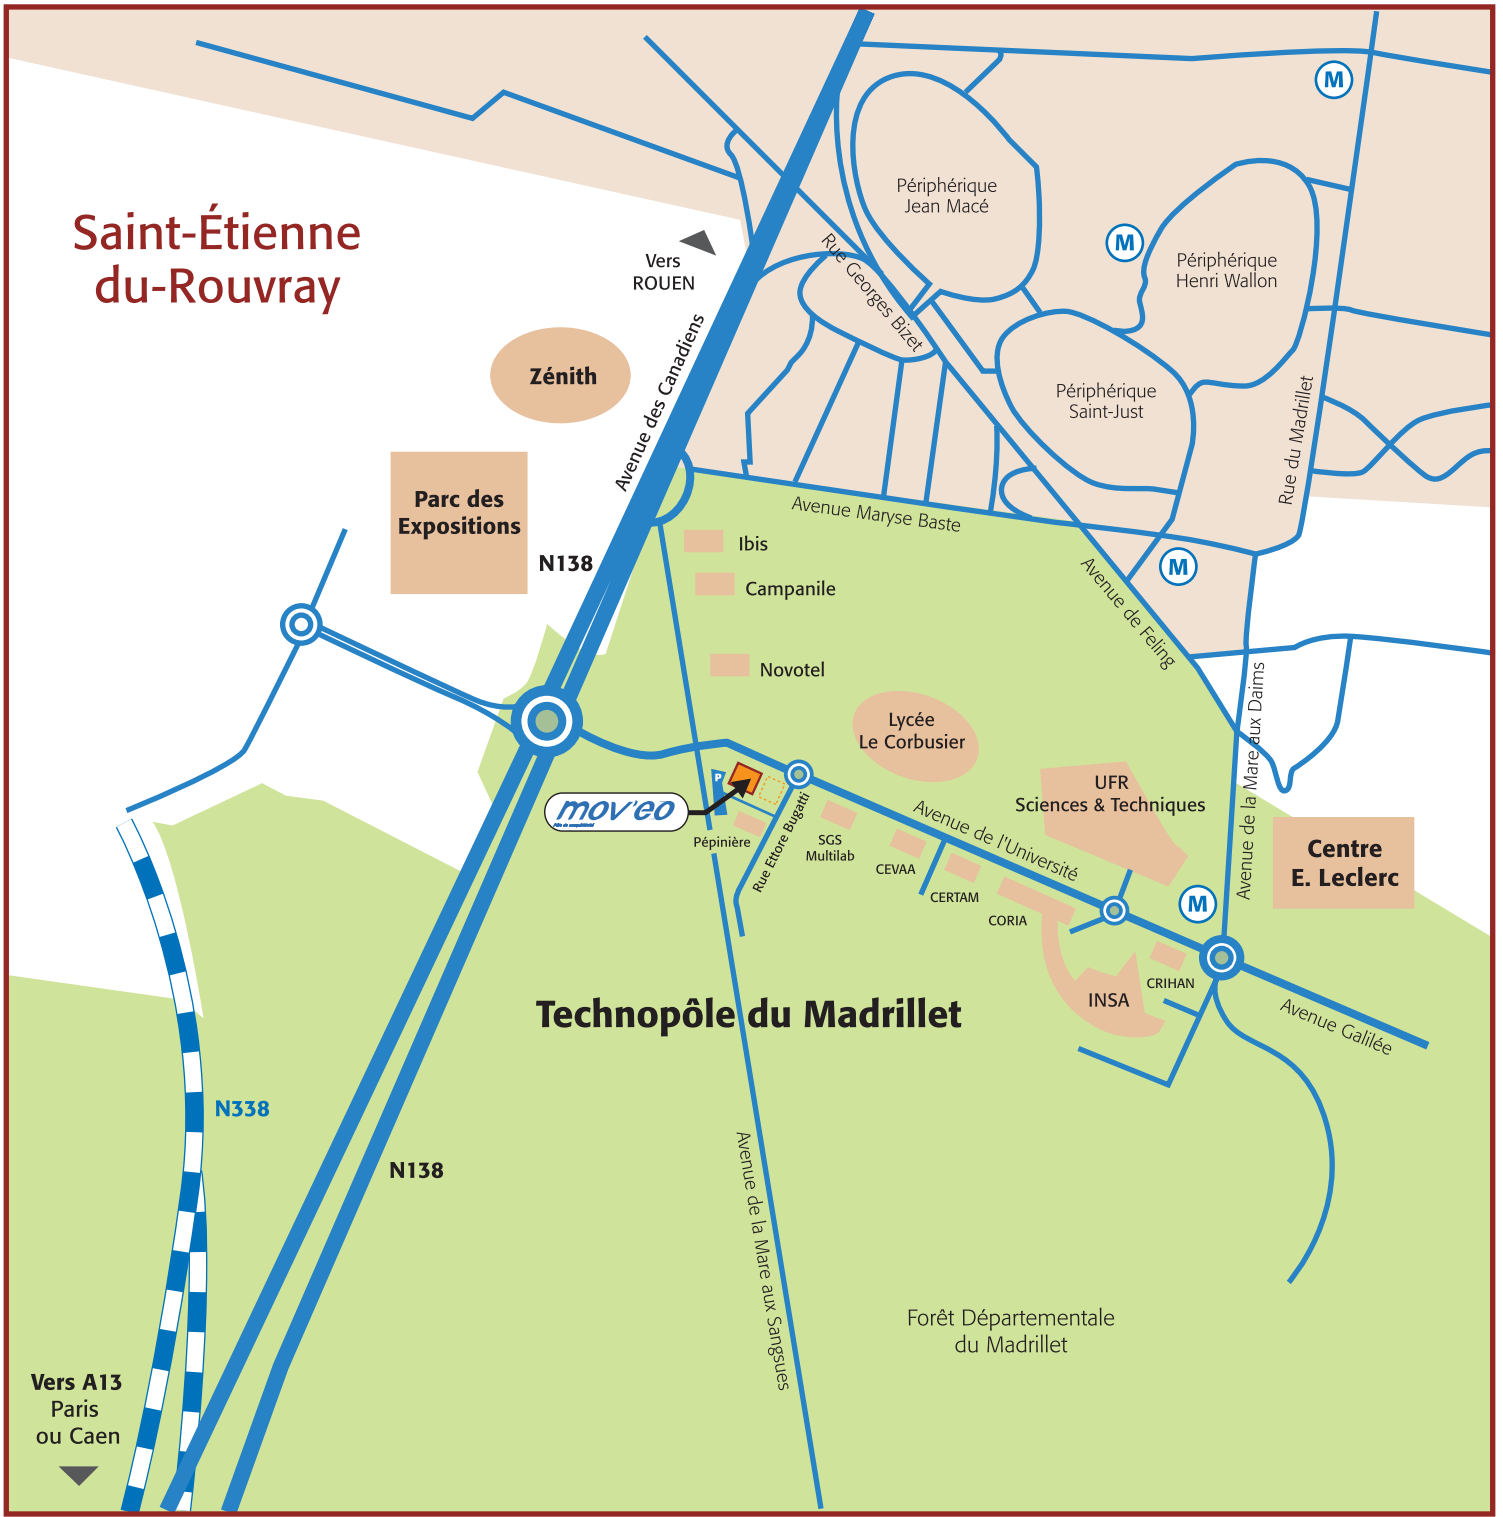 M
Périphérique
Jean Macé
Saint-Étienne
du-Rouvray
M
Vers
ROUEN
Rue Georges Bizet
Périphérique
Henri Wallon
Avenue des Canadiens
Zénith
Périphérique
Saint-Just
Rue du Madrillet
Parc des
Expositions
Avenue Maryse Baste
N138
Ibis
M
Campanile
Avenue de Feling
Novotel
Avenue de la Mare aux Daims
Lycée
Le Corbusier
P
UFR
Sciences & Techniques
mov'eo
Avenue de l'Université
Rue Ettore Bugatti
Pépinière
SGS
Multilab
CEVAA
CERTAM
CORIA
Centre
E. Leclerc
M
CRIHAN
INSA
Technopôle du Madrillet
Avenue Galilée
N338
N138
Avenue de la Mare aux Sangsues
Forêt Départementale
du Madrillet
Vers A13
Paris
ou Caen